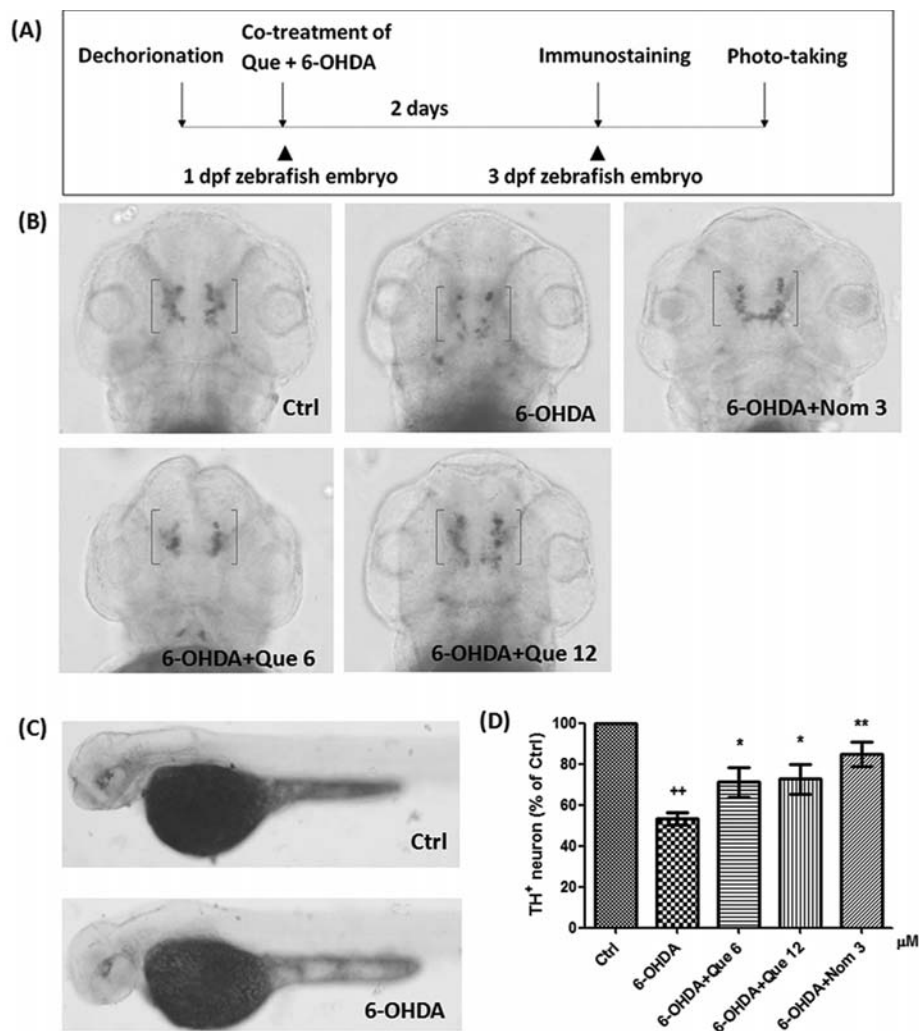 (A)
Dechorionation
Co-treatment of
Que + 6-OHDA
Immunostaining
Photo-taking
2 days
1 dpf zebrafish embryo
3 dpf zebrafish embryo
(B)
Ctrl
6-OHDA
6-OHDA+Nom 3
6-OHDA+Que 6
6-OHDA+Que 12
(C)
Ctrl
6-OHDA
(D)
TH⁺ neuron (% of Ctrl)
100
80
60
40
20
0
++
*
*
**
Ctrl
6-OHDA
6-OHDA+Que 6
6-OHDA+Que 12
6-OHDA+Nom 3
μM